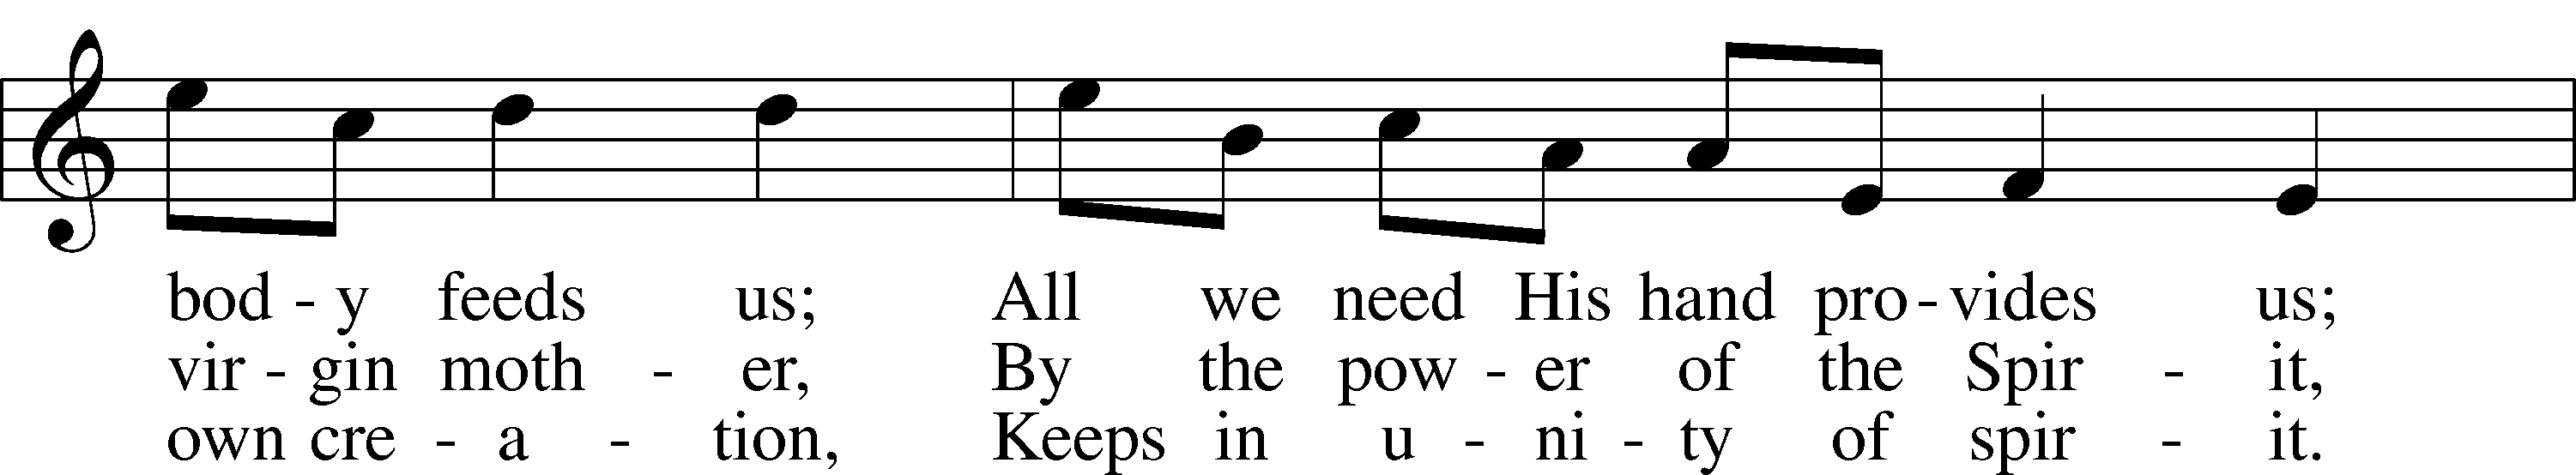 bod - y feeds us; All we need His hand pro - vides us;
vir - gin moth - er, By the pow - er of the Spir - it,
own cre - a - tion, Keeps in u - ni - ty of spir - it.